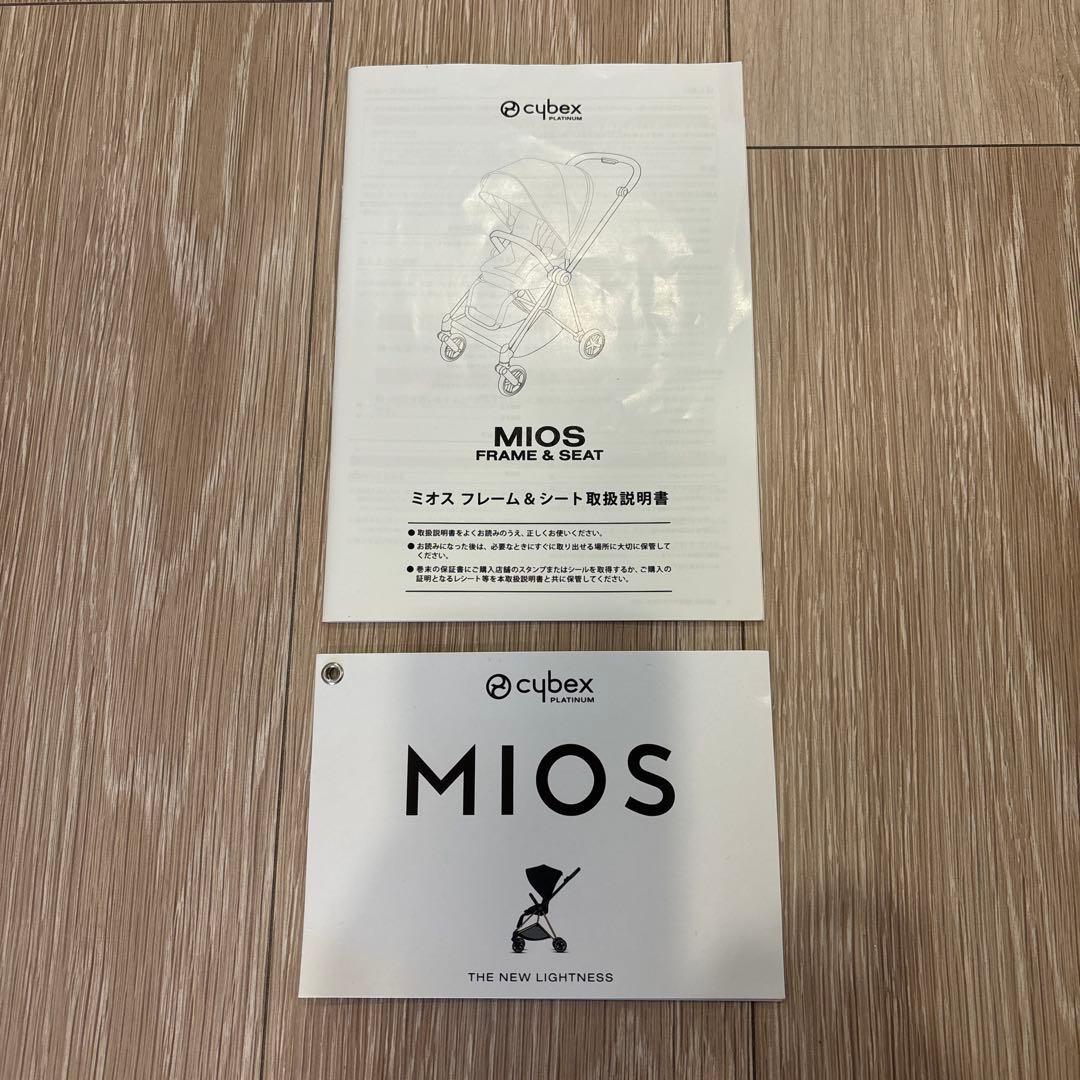 cybex
PLATINUM
MIOS
FRAME & SEAT
ミオス フレーム&シート取扱説明書
●取扱説明書をよくお読みのうえ、正しくお使いください。
●お読みになった後は、必要なときにすぐに取り出せる場所に大切に保管して
ください。
●巻末の保証書にご購入店舗のスタンプまたはシールを取得するか、ご購入の
証明となるレシート等を本取扱説明書と共に保管してください。
cybex
PLATINUM
MIOS
THE NEW LIGHTNESS